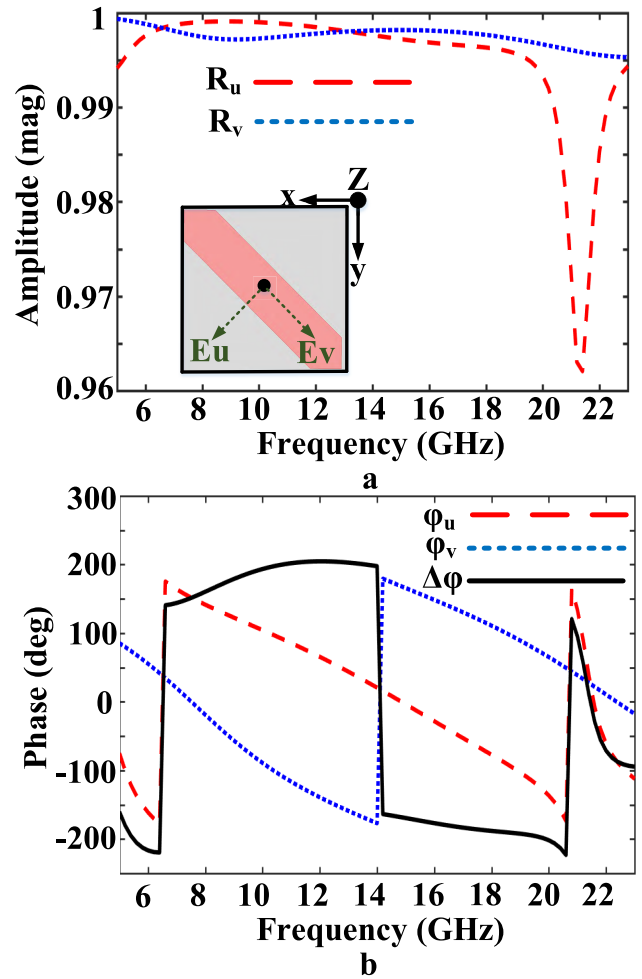 1
0.99
0.98
0.97
0.96
Amplitude (mag)
Ru
Rv
Z
x
y
Eu
Ev
6 8 10 12 14 16 18 20 22
Frequency (GHz)
a
300
200
100
0
-100
-200
Phase (deg)
φu
φv
Δφ
6 8 10 12 14 16 18 20 22
Frequency (GHz)
b